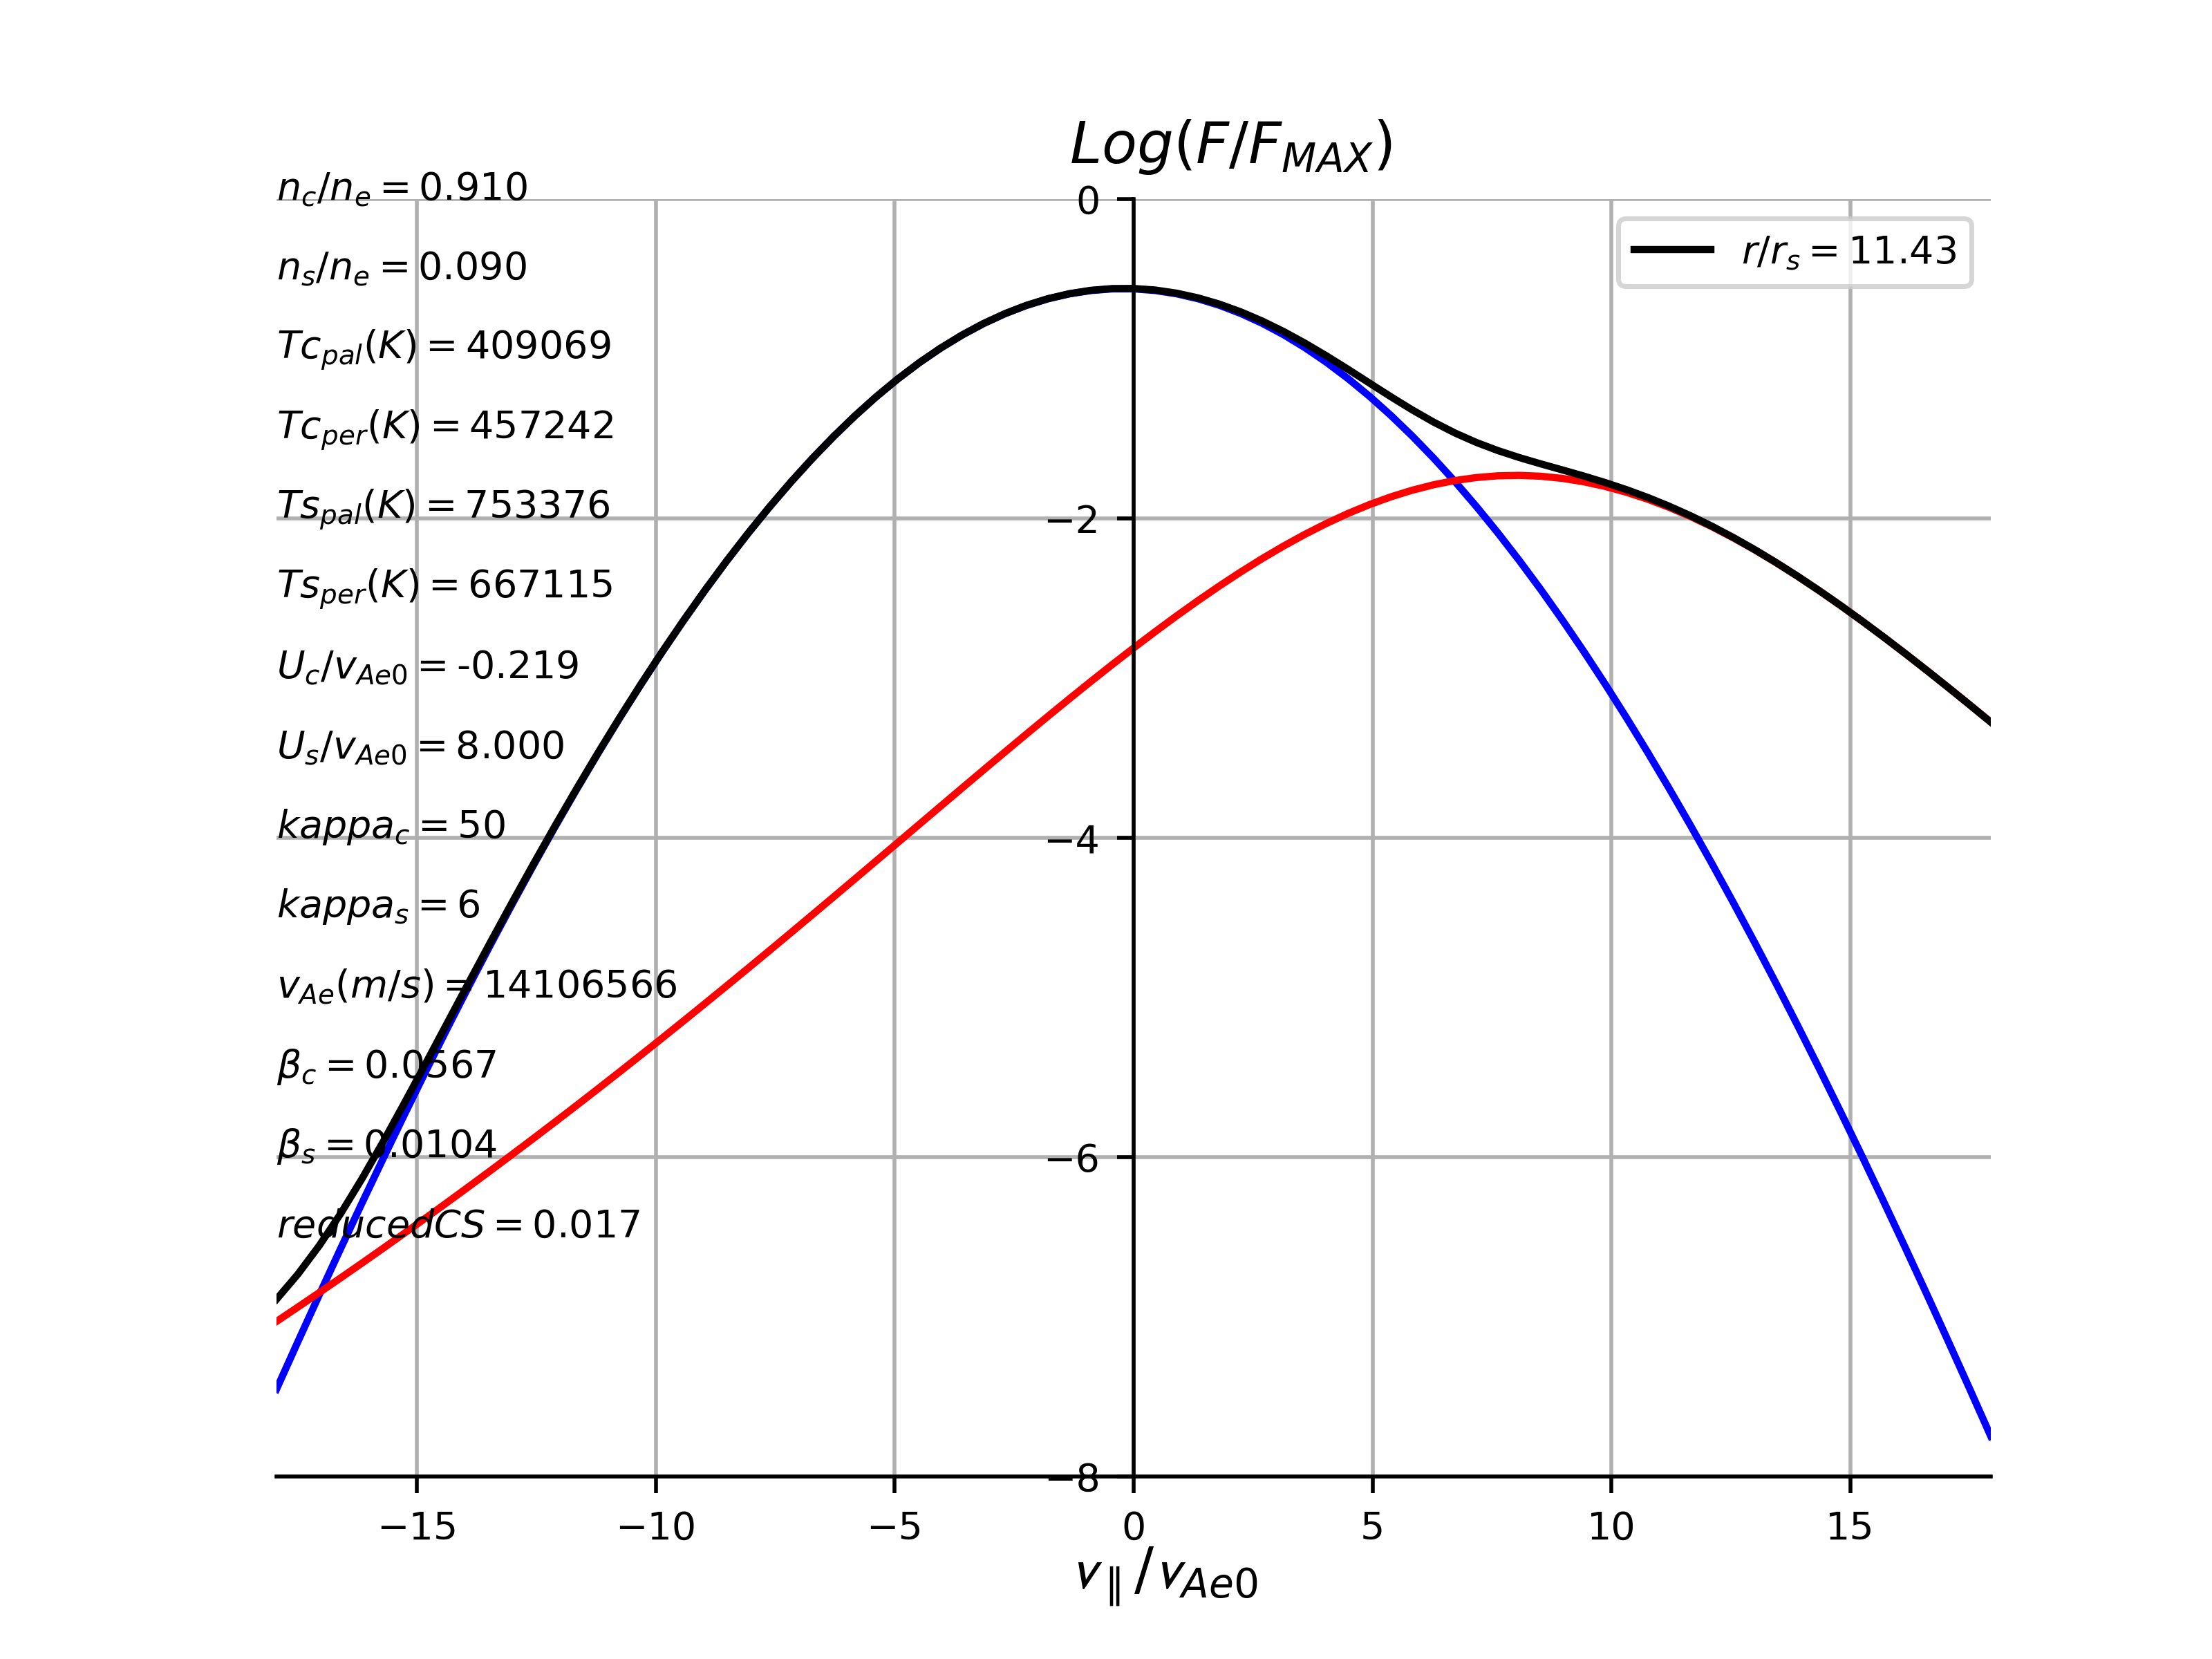 Log(F/F_MAX)
n_c/n_e = 0.910
n_s/n_e = 0.090
Tc_pal(K) = 409069
Tc_per(K) = 457242
Ts_pal(K) = 753376
Ts_per(K) = 667115
U_c/v_Ae0 = -0.219
U_s/v_Ae0 = 8.000
kappa_c = 50
kappa_s = 6
v_Ae(m/s) = 14106566
β_c = 0.0567
β_s = 0.0104
reducedCS = 0.017
r/r_s = 11.43
0
−2
−4
−6
−8
−15 −10 −5 0 5 10 15
v_∥/v_Ae0